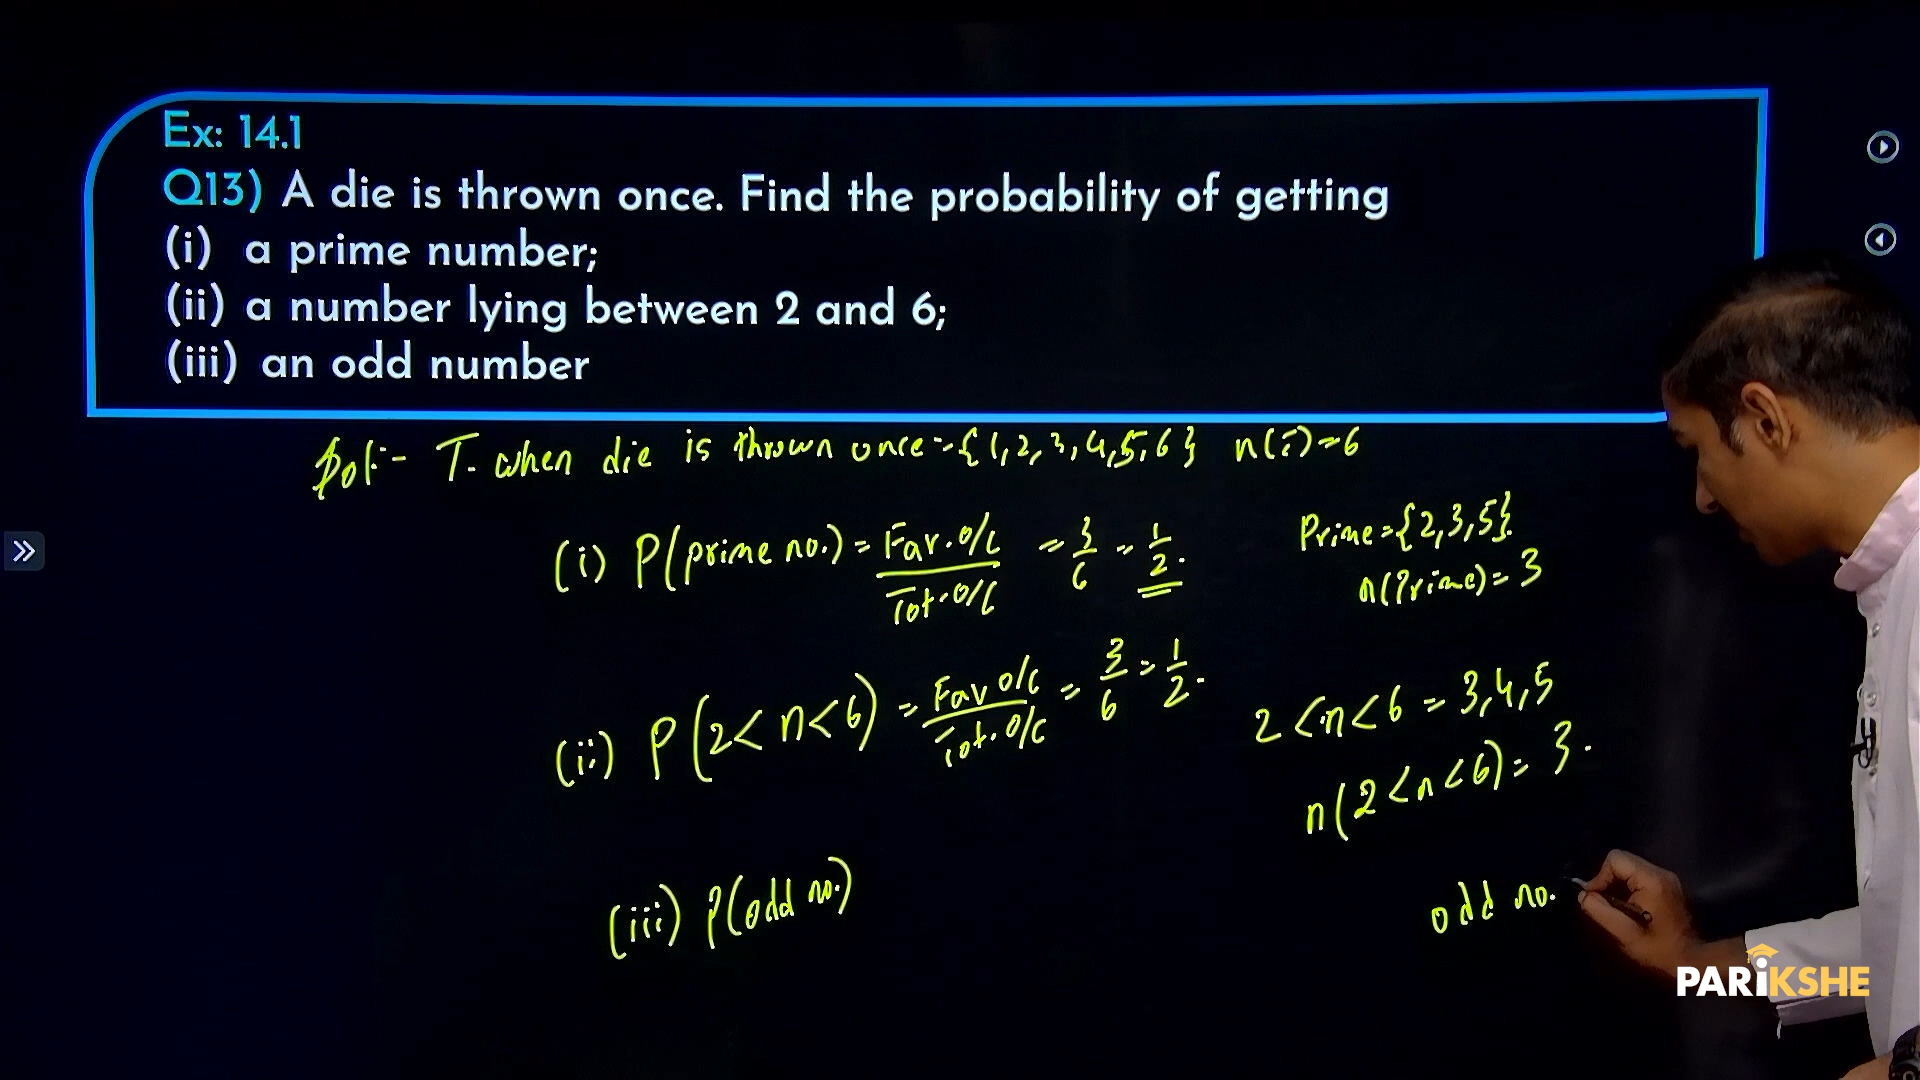 Ex: 14.1
Q13) A die is thrown once. Find the probability of getting
(i) a prime number;
(ii) a number lying between 2 and 6;
(iii) an odd number
Sol:- T. when die is thrown once = {1,2,3,4,5,6} n(i)=6
(i) P(prime no.) = Fav. o/c / Tot. o/c = 3/6 = 1/2.
Prime = {2,3,5}
n(Prime) = 3
(ii) P(2<n<6) = Fav o/c / Tot. o/c = 3/6 = 1/2.
2<n<6 = 3,4,5
n(2<n<6) = 3.
(iii) P(odd no.)
odd no.
PARIKSHE